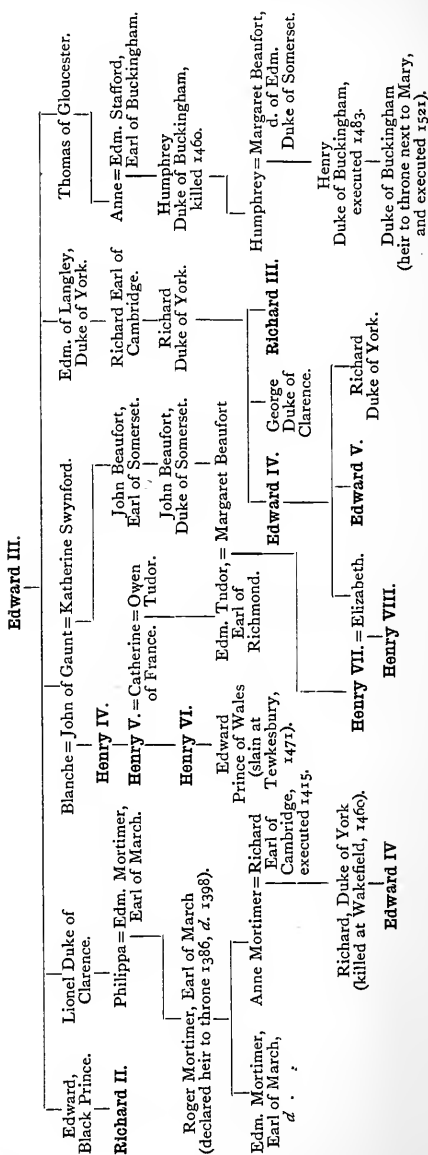 Edward III.
Edward,
Black Prince.
Richard II.
Lionel Duke of
Clarence.
Philippa = Edm. Mortimer,
Earl of March.
Roger Mortimer, Earl of March
(declared heir to throne 1386, d. 1398).
Edm. Mortimer,
Earl of March,
d
Anne Mortimer = Richard
Earl of
Cambridge,
executed 1415.
Richard, Duke of York
(killed at Wakefield, 1460).
Edward IV
Blanche = John of Gaunt = Katherine Swynford.
Henry IV.
Henry V. = Catherine = Owen
of France. Tudor.
Henry VI.
Edward
Prince of Wales
(slain at
Tewkesbury,
1471).
John Beaufort,
Earl of Somerset.
John Beaufort,
Duke of Somerset.
Edm. Tudor, = Margaret Beaufort
Earl of
Richmond.
Edm. of Langley,
Duke of York.
Richard Earl of
Cambridge.
Richard
Duke of York.
Edward IV.
George
Duke of
Clarence.
Richard III.
Henry VII. = Elizabeth.
Edward V.
Richard
Duke of York.
Henry VIII.
Thomas of Gloucester.
Anne = Edm. Stafford,
Earl of Buckingham.
Humphrey
Duke of Buckingham,
killed 1460.
Humphrey = Margaret Beaufort,
d. of Edm.
Duke of Somerset.
Henry
Duke of Buckingham,
executed 1483.
Duke of Buckingham
(heir to throne next to Mary,
and executed 1521).